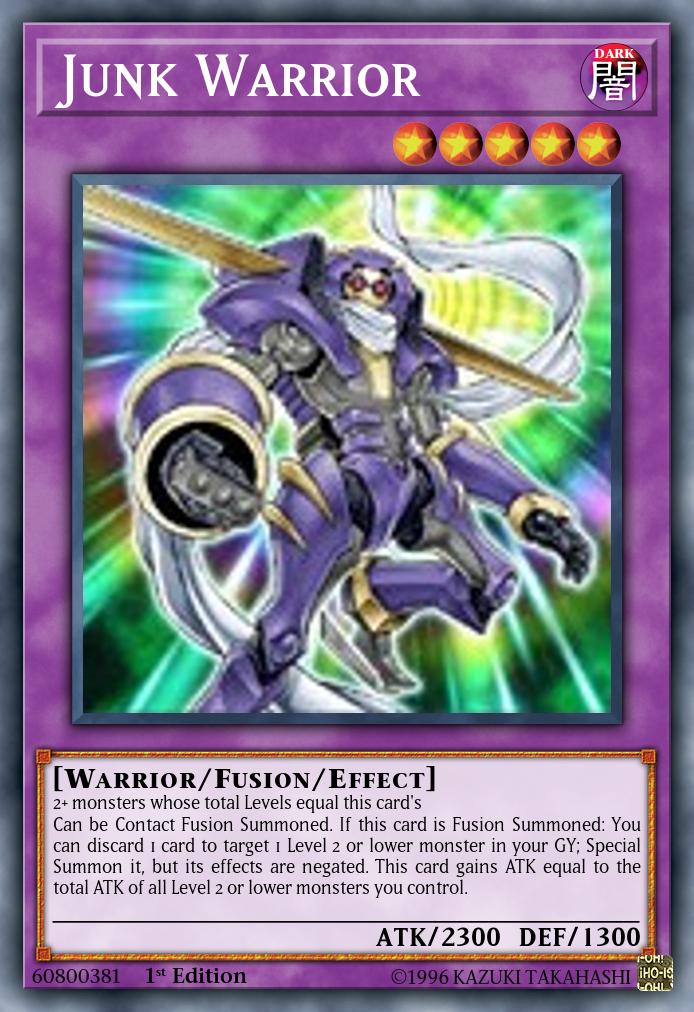 Junk Warrior
DARK
闇
[Warrior/Fusion/Effect]
2+ monsters whose total Levels equal this card's
Can be Contact Fusion Summoned. If this card is Fusion Summoned: You
can discard 1 card to target 1 Level 2 or lower monster in your GY; Special
Summon it, but its effects are negated. This card gains ATK equal to the
total ATK of all Level 2 or lower monsters you control.
ATK/2300 DEF/1300
60800381 1st Edition ©1996 KAZUKI TAKAHASHI